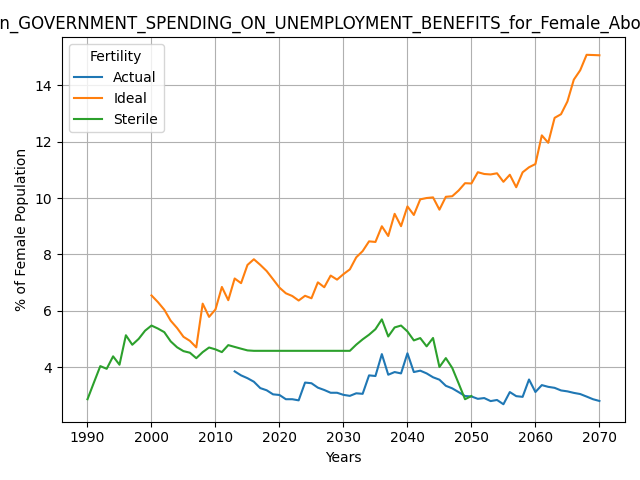 n_GOVERNMENT_SPENDING_ON_UNEMPLOYMENT_BENEFITS_for_Female_Abo
Fertility
Actual
Ideal
Sterile
% of Female Population
14
12
10
8
6
4
1990 2000 2010 2020 2030 2040 2050 2060 2070
Years